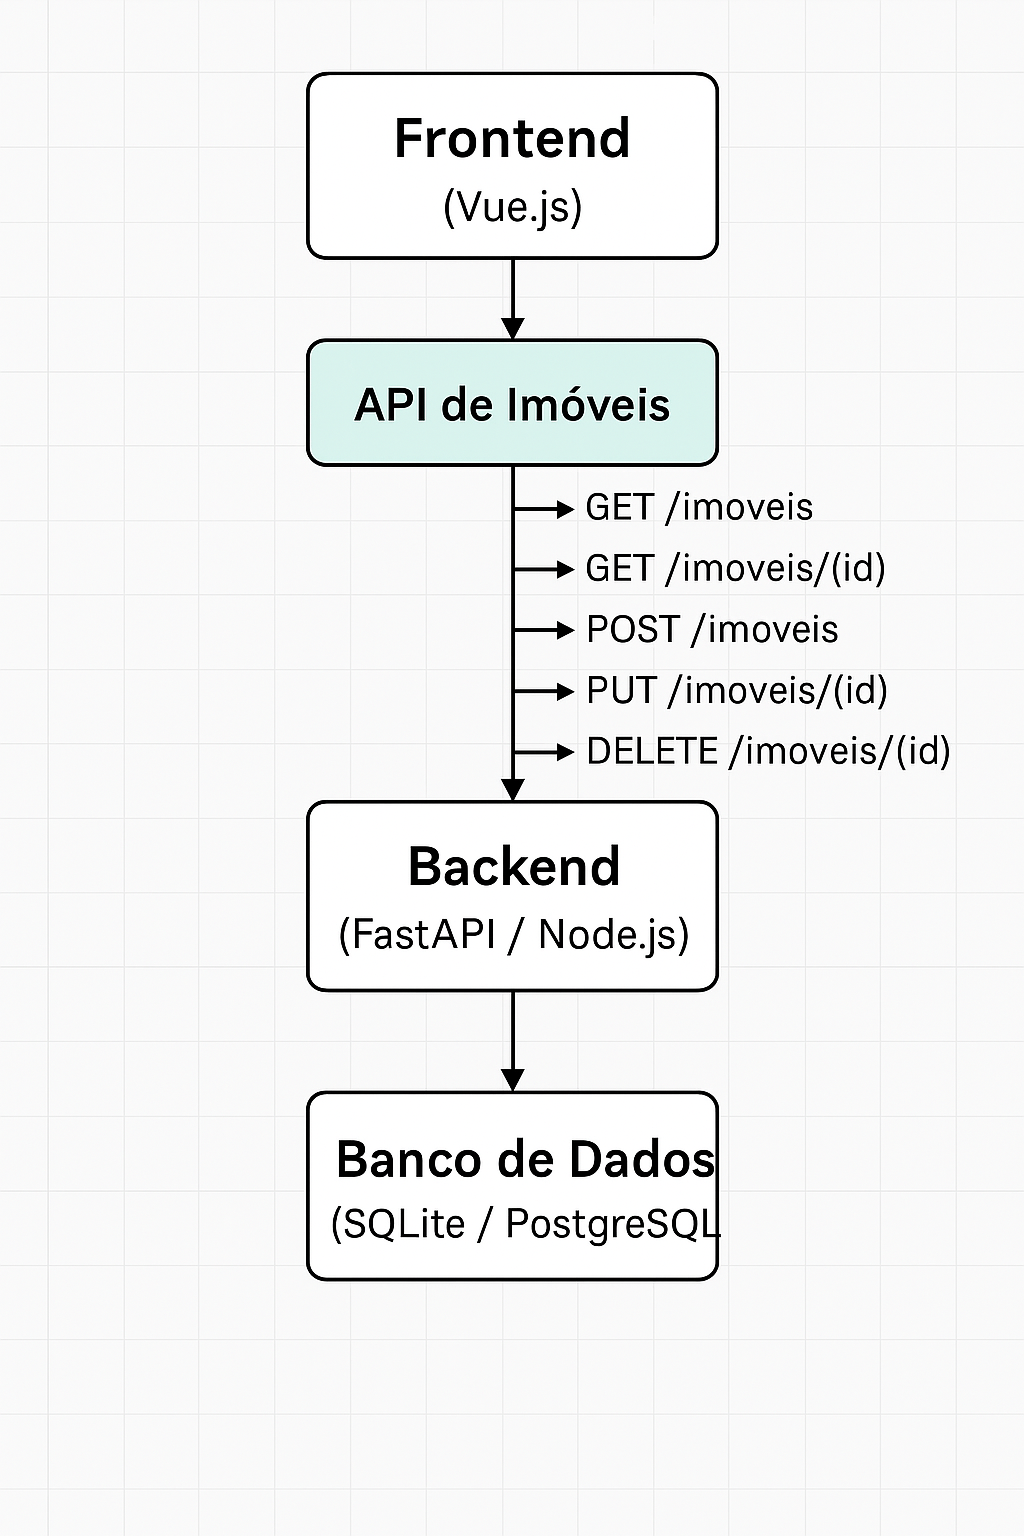 Frontend
(Vue.js)
API de Imóveis
GET /imoveis
GET /imoveis/(id)
POST /imoveis
PUT /imoveis/(id)
DELETE /imoveis/(id)
Backend
(FastAPI / Node.js)
Banco de Dados
(SQLite / PostgreSQL